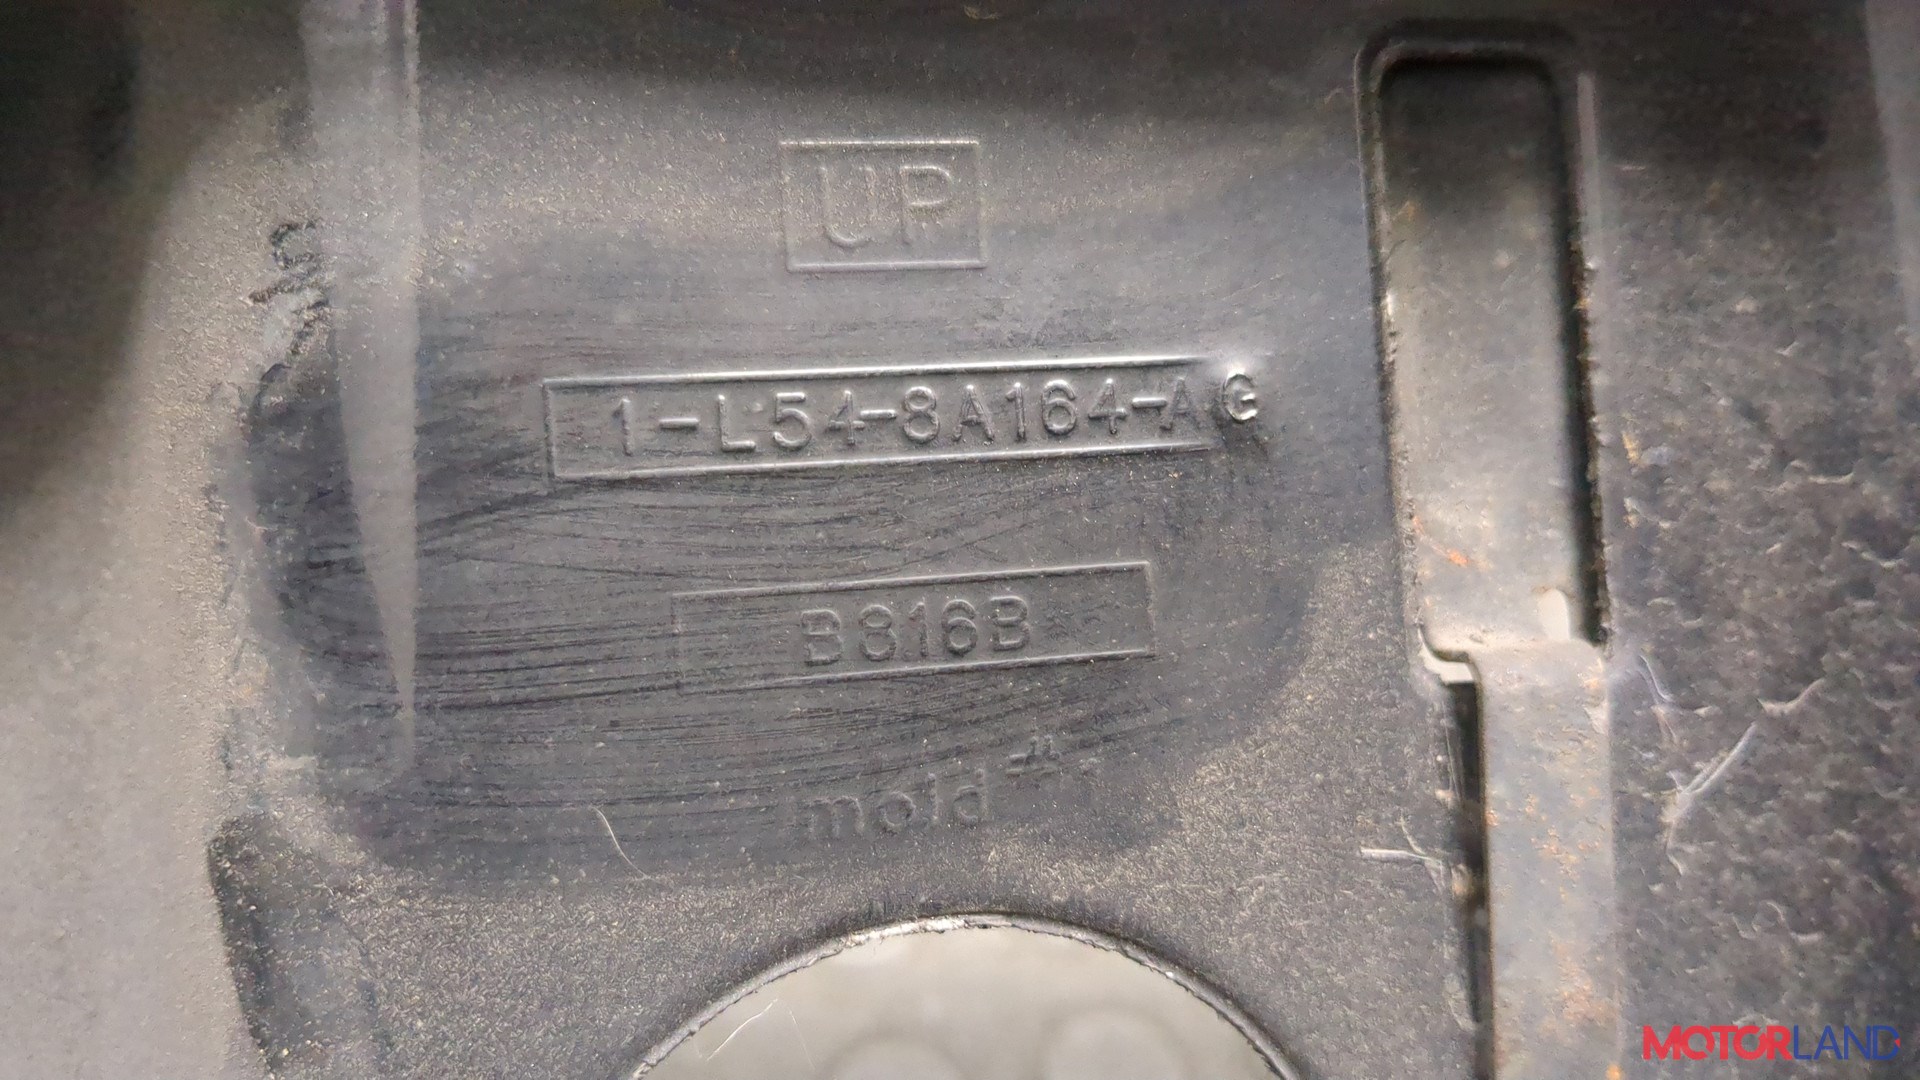 UP
1-L54-8A164-AG
B816B
mold #
MOTORLAND